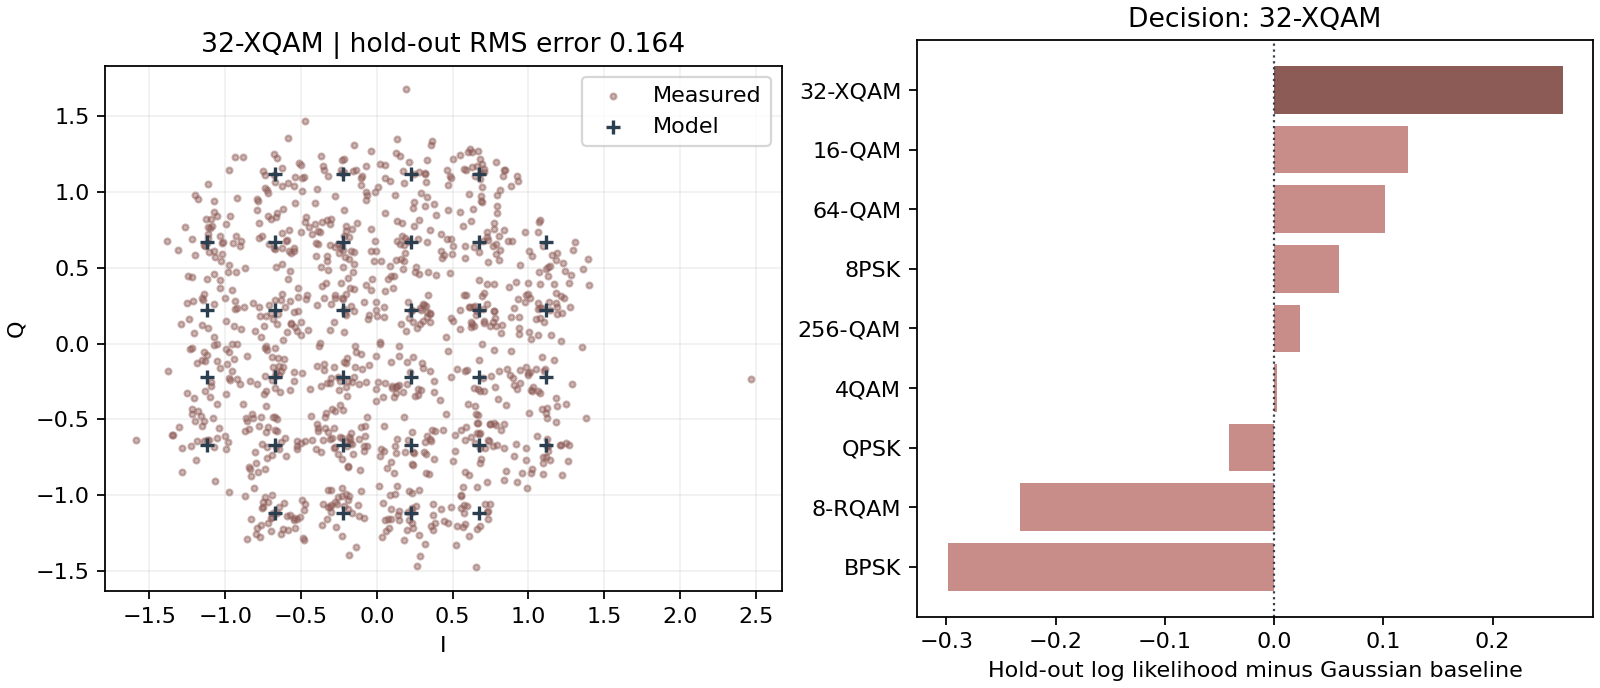 32-XQAM | hold-out RMS error 0.164
Measured
Model
1.5
1.0
0.5
0.0
−0.5
−1.0
−1.5
Q
−1.5
−1.0
−0.5
0.0
0.5
1.0
1.5
2.0
2.5
I
Decision: 32-XQAM
32-XQAM
16-QAM
64-QAM
8PSK
256-QAM
4QAM
QPSK
8-RQAM
BPSK
−0.3
−0.2
−0.1
0.0
0.1
0.2
Hold-out log likelihood minus Gaussian baseline